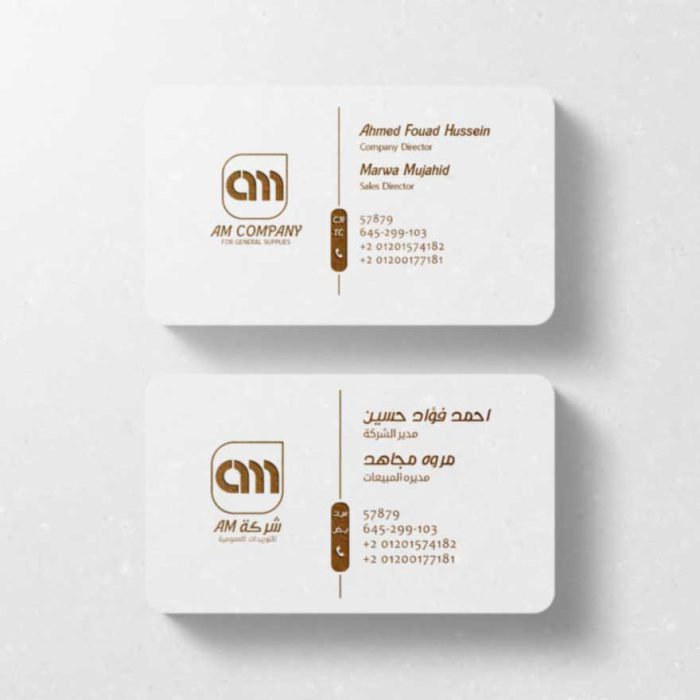 am
AM COMPANY
FOR GENERAL SUPPLIES
Ahmed Fouad Hussein
Company Director
Marwa Mujahid
Sales Director
CR 57879
TC 645-299-103
+2 01201574182
+2 01200177181
am
شركة AM
للتوريدات العمومية
احمد فؤاد حسين
مدير الشركة
مروه مجاهد
مديره المبيعات
س.ت 57879
ب.ض 645-299-103
+2 01201574182
+2 01200177181